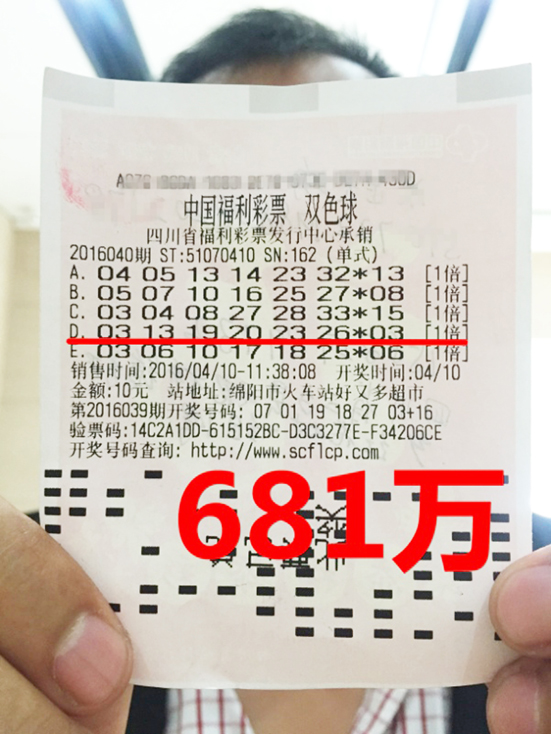 中国福利彩票 双色球
四川省福利彩票发行中心承销
2016040期 ST:51070410 SN:162 (单式)
A. 04 05 13 14 23 32*13 [1倍]
B. 05 07 10 16 25 27*08 [1倍]
C. 03 04 08 27 28 33*15 [1倍]
D. 03 13 19 20 23 26*03 [1倍]
E. 03 06 10 17 18 25*06 [1倍]
销售时间:2016/04/10-11:38:08 开奖时间:04/10
金额:10元 站地址:绵阳市火车站好又多超市
第2016039期开奖号码: 07 01 19 18 27 03+16
验票码:14C2A1DD-615152BC-D3C3277E-F34206CE
开奖号码查询: http://www.scflcp.com
681万